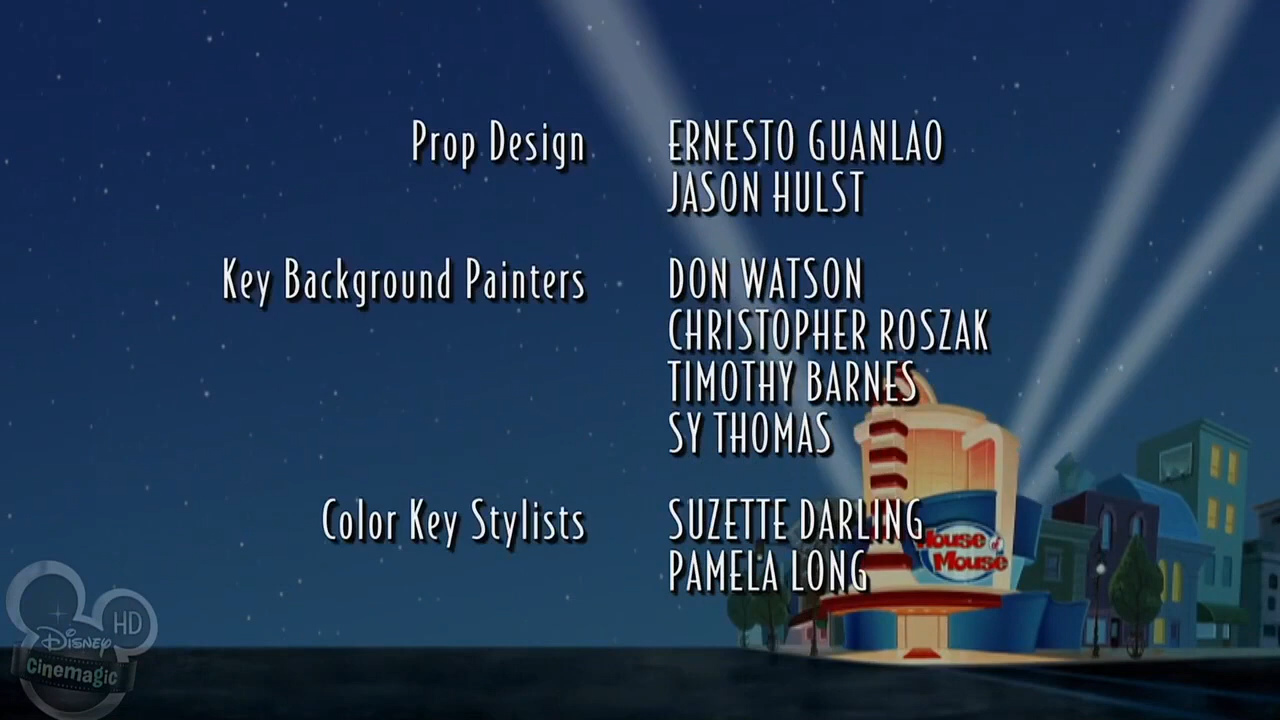 Prop Design ERNESTO GUANLAO
JASON HULST
Key Background Painters DON WATSON
CHRISTOPHER ROSZAK
TIMOTHY BARNES
SY THOMAS
Color Key Stylists SUZETTE DARLING
PAMELA LONG
House of
Mouse
HD
Disney
Cinemagic